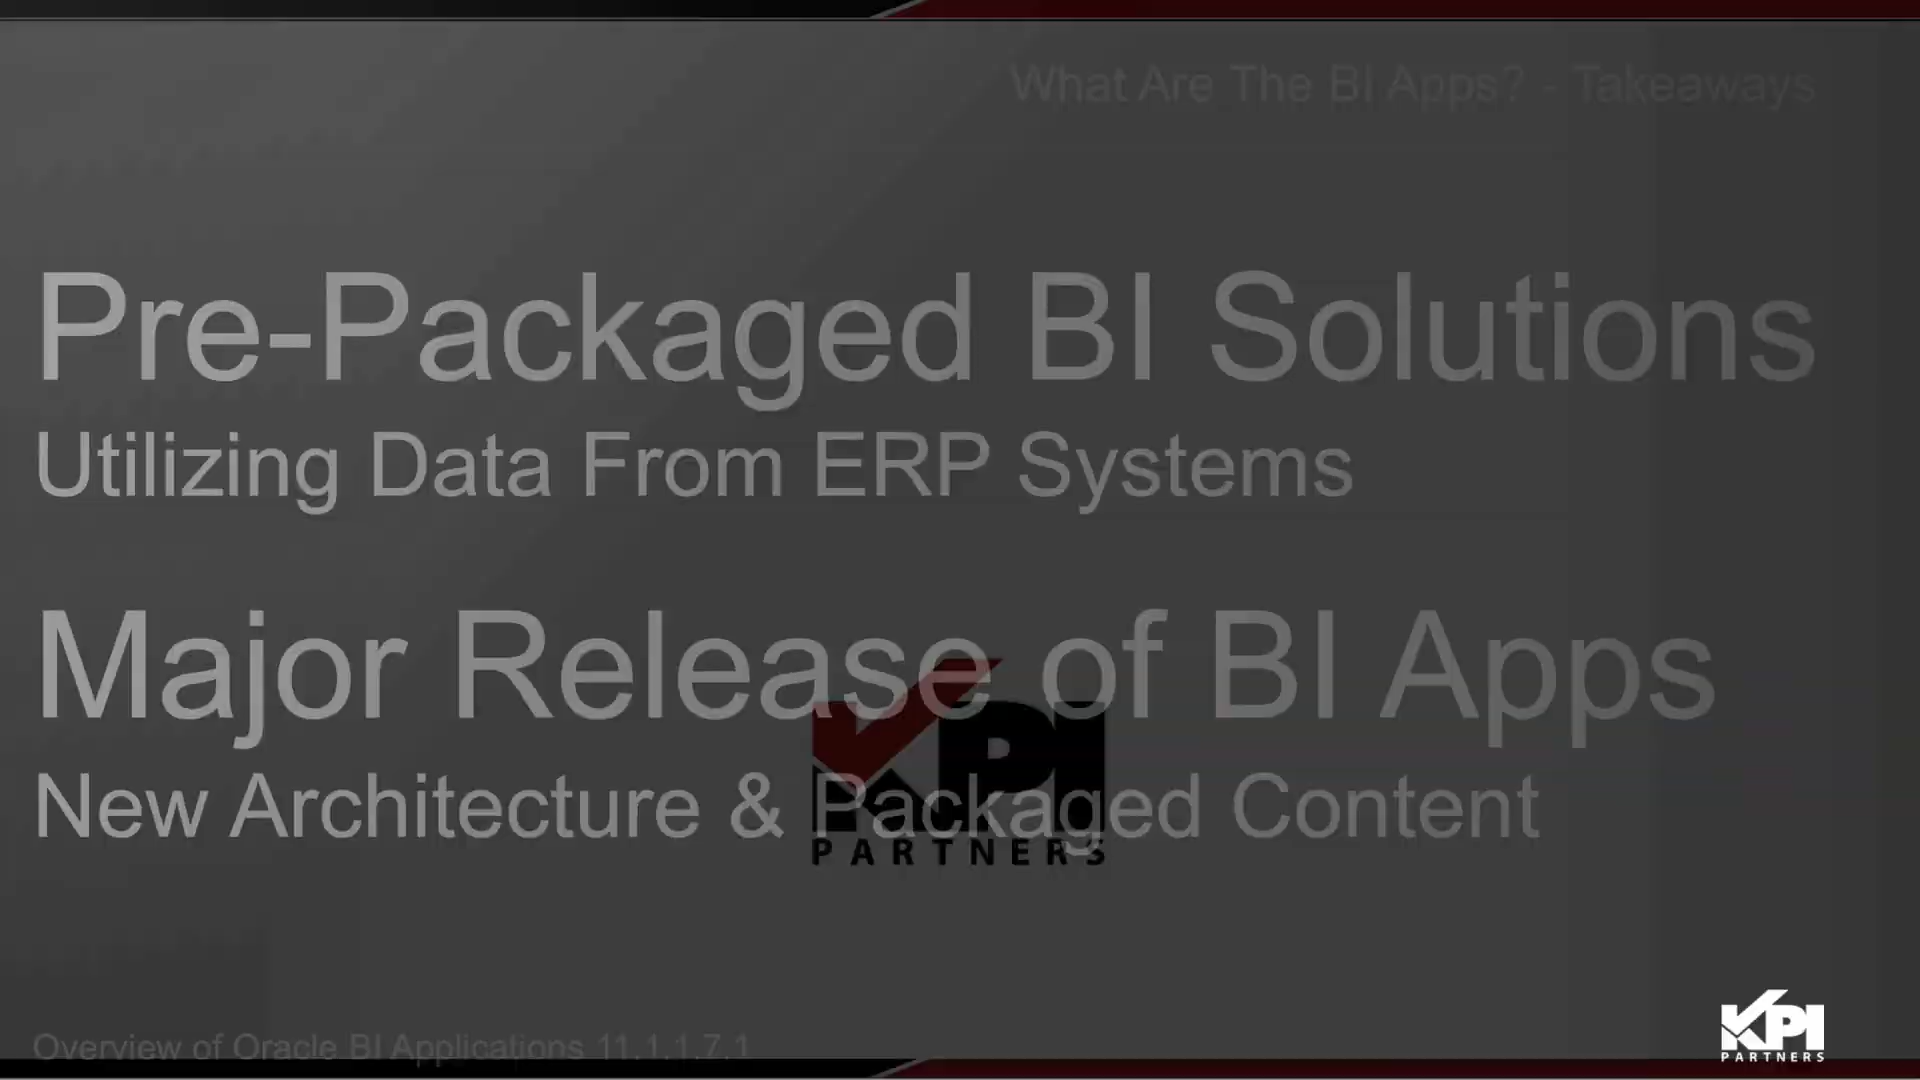 What Are The BI Apps? - Takeaways
Pre-Packaged BI Solutions
Utilizing Data From ERP Systems
Major Release of BI Apps
New Architecture & Packaged Content
KPI
PARTNERS
Overview of Oracle BI Applications 11.1.1.7.1
KPI
PARTNERS